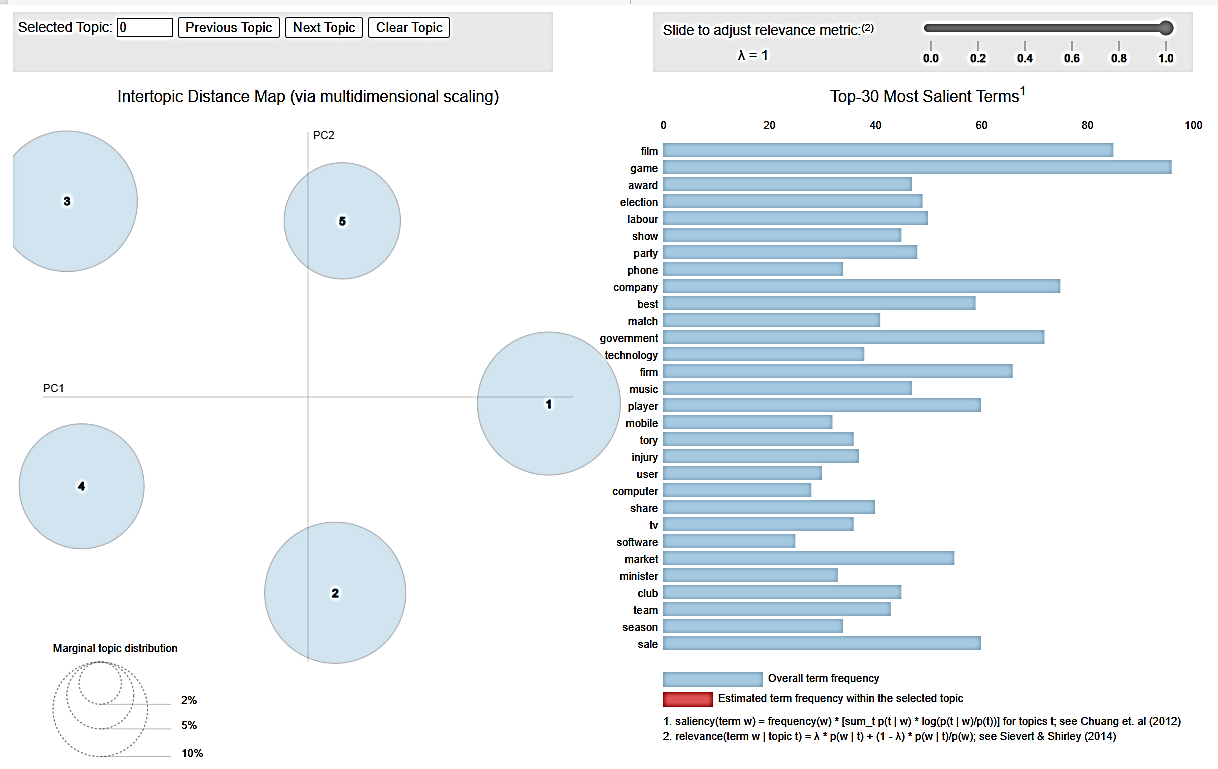 Selected Topic: 0 Previous Topic Next Topic Clear Topic
Slide to adjust relevance metric:(2)
λ = 1
0.0 0.2 0.4 0.6 0.8 1.0
Intertopic Distance Map (via multidimensional scaling)
PC2
PC1
3
5
1
4
2
Marginal topic distribution
2%
5%
10%
Top-30 Most Salient Terms1
0 20 40 60 80 100
film
game
award
election
labour
show
party
phone
company
best
match
government
technology
firm
music
player
mobile
tory
injury
user
computer
share
tv
software
market
minister
club
team
season
sale
Overall term frequency
Estimated term frequency within the selected topic
1. saliency(term w) = frequency(w) * [sum_t p(t | w) * log(p(t | w)/p(t))] for topics t; see Chuang et. al (2012)
2. relevance(term w | topic t) = λ * p(w | t) + (1 - λ) * p(w | t)/p(w); see Sievert & Shirley (2014)